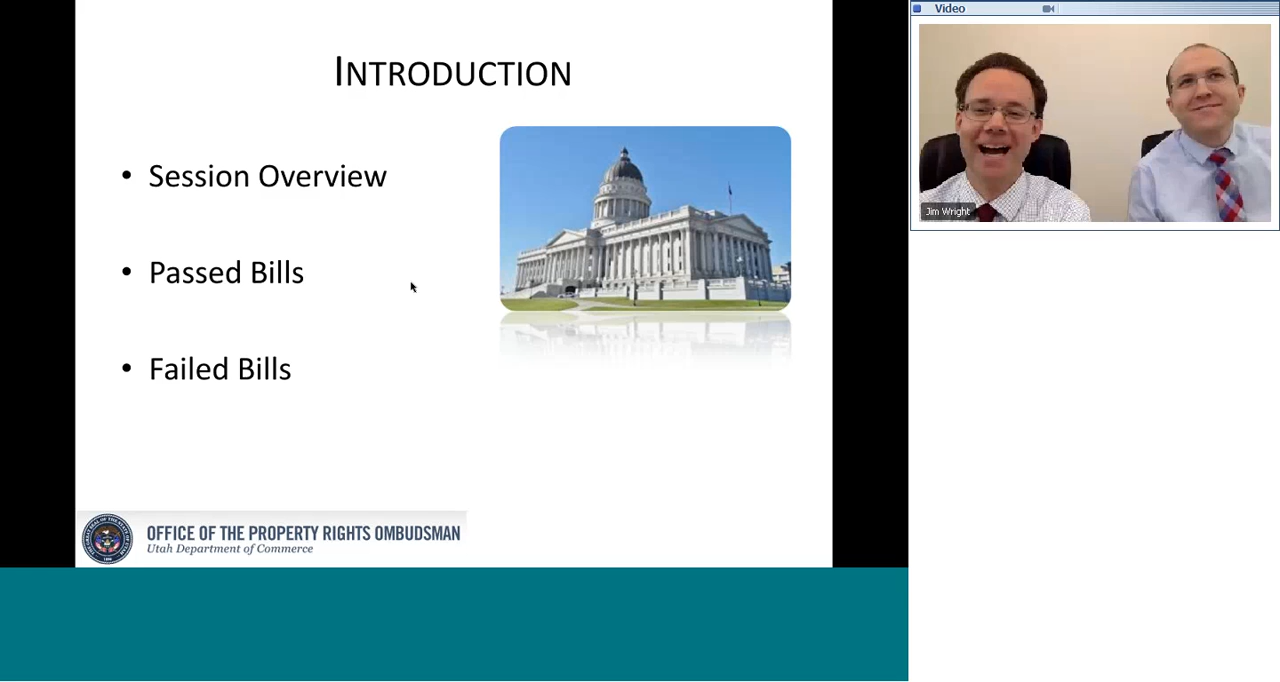 INTRODUCTION
• Session Overview
• Passed Bills
• Failed Bills
OFFICE OF THE PROPERTY RIGHTS OMBUDSMAN
Utah Department of Commerce
Video
Jim Wright